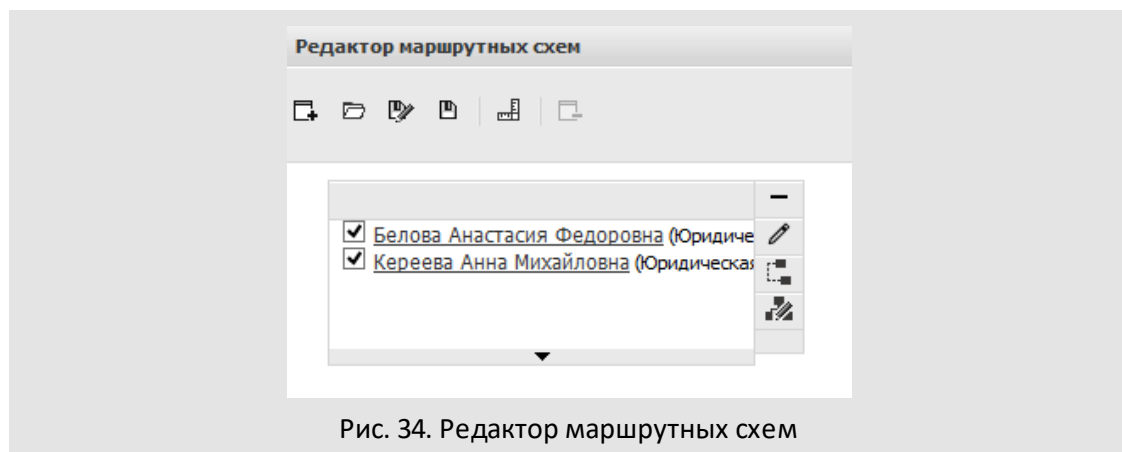 Редактор маршрутных схем
Белова Анастасия Федоровна (Юридиче
Кереева Анна Михайловна (Юридическая
Рис. 34. Редактор маршрутных схем